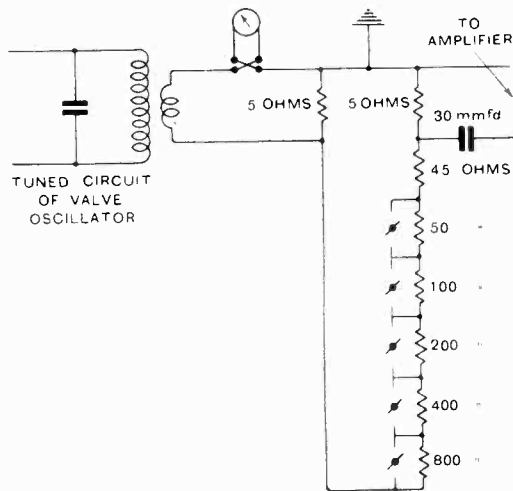 TO
AMPLIFIER
5 OHMS
5 OHMS
30 mmfd
45 OHMS
TUNED CIRCUIT
OF VALVE
OSCILLATOR
50 "
100 "
200 "
400 "
800 "